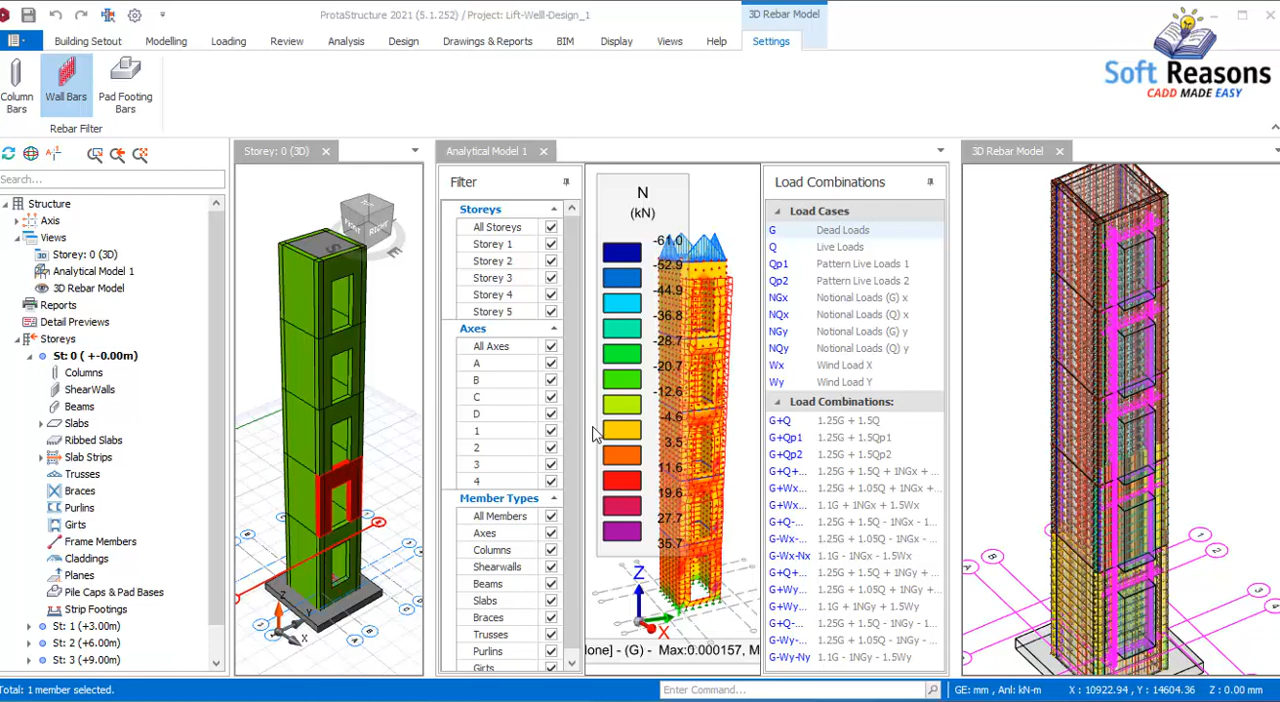 ProtaStructure 2021 (5.1.252) / Project: Lift-Welll-Design_1
3D Rebar Model
Building Setout
Modelling
Loading
Review
Analysis
Design
Drawings & Reports
BIM
Display
Views
Help
Settings
Soft Reasons
CADD MADE EASY
Column
Bars
Wall Bars
Pad Footing
Bars
Rebar Filter
Search...
Structure
Axis
Views
Storey: 0 (3D)
Analytical Model 1
3D Rebar Model
Reports
Detail Previews
Storeys
St: 0 ( +-0.00m)
Columns
ShearWalls
Beams
Slabs
Ribbed Slabs
Slab Strips
Trusses
Braces
Purlins
Girts
Frame Members
Claddings
Planes
Pile Caps & Pad Bases
Strip Footings
St: 1 (+3.00m)
St: 2 (+6.00m)
St: 3 (+9.00m)
Storey: 0 (3D)
Analytical Model 1
Filter
Storeys
All Storeys
Storey 1
Storey 2
Storey 3
Storey 4
Storey 5
Axes
All Axes
A
B
C
D
1
2
3
4
Member Types
All Members
Axes
Columns
Shearwalls
Beams
Slabs
Braces
Trusses
Purlins
Girts
N
(kN)
-61.0
-52.9
-44.9
-36.8
-28.7
-20.7
-12.6
-4.6
3.5
11.6
19.6
27.7
35.7
Z
X
lone] - (G) - Max:0.000157, M
Load Combinations
Load Cases
G Dead Loads
Q Live Loads
Qp1 Pattern Live Loads 1
Qp2 Pattern Live Loads 2
NGx Notional Loads (G) x
NQx Notional Loads (Q) x
NGy Notional Loads (G) y
NQy Notional Loads (Q) y
Wx Wind Load X
Wy Wind Load Y
Load Combinations:
G+Q 1.25G + 1.5Q
G+Qp1 1.25G + 1.5Qp1
G+Qp2 1.25G + 1.5Qp2
G+Q+... 1.25G + 1.5Q + 1NGx + ...
G+Wx... 1.25G + 1.05Q + 1NGx +...
G+Wx... 1.1G + 1NGx + 1.5Wx
G+Q-... 1.25G + 1.5Q - 1NGx - 1...
G-Wx... 1.25G + 1.05Q - 1NGx - ...
G-Wx-Nx 1.1G - 1NGx - 1.5Wx
G+Q+... 1.25G + 1.5Q + 1NGy + ...
G+Wy... 1.25G + 1.05Q + 1NGy +...
G+Wy... 1.1G + 1NGy + 1.5Wy
G+Q-... 1.25G + 1.5Q - 1NGy - 1...
G-Wy-... 1.25G + 1.05Q - 1NGy - ...
G-Wy-Ny 1.1G - 1NGy - 1.5Wy
3D Rebar Model
Total: 1 member selected.
Enter Command...
GE: mm, Anl: kN-m
X : 10922.94 ; Y : 14604.36
Z : 0.00 mm